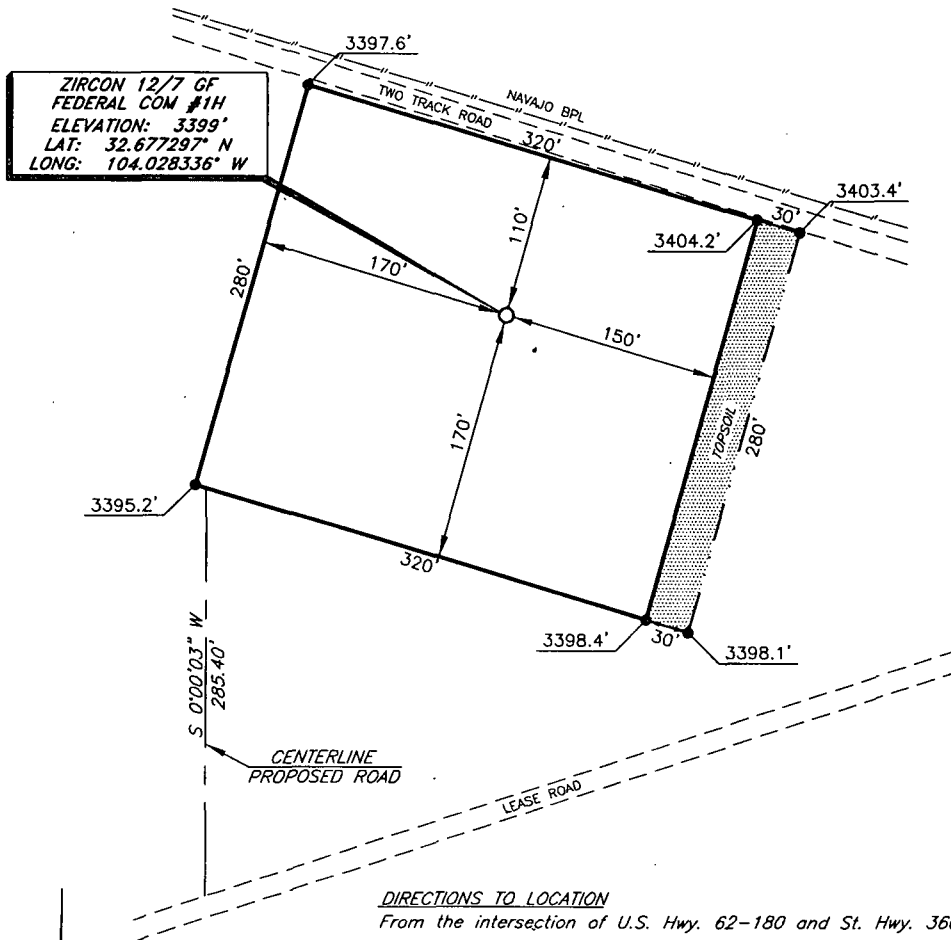 3397.6'
ZIRCON 12/7 GF
FEDERAL COM #1H
ELEVATION: 3399'
LAT: 32.677297° N
LONG: 104.028336° W
NAVAJO BPL
TWO TRACK ROAD
320'
3403.4'
30'
3404.2'
110'
280'
170'
150'
TOPSOIL
280'
170'
3395.2'
320'
3398.4'
30'
3398.1'
S 0°00'03" W
285.40'
CENTERLINE
PROPOSED ROAD
LEASE ROAD
DIRECTIONS TO LOCATION
From the intersection of U.S. Hwy. 62-180 and St. Hwy.